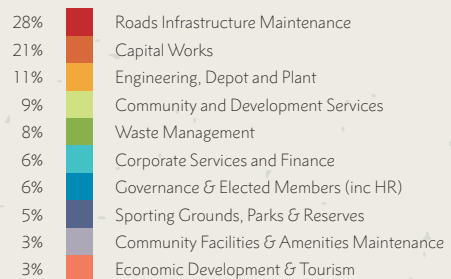 28% Roads Infrastructure Maintenance
21% Capital Works
11% Engineering, Depot and Plant
9% Community and Development Services
8% Waste Management
6% Corporate Services and Finance
6% Governance & Elected Members (inc HR)
5% Sporting Grounds, Parks & Reserves
3% Community Facilities & Amenities Maintenance
3% Economic Development & Tourism